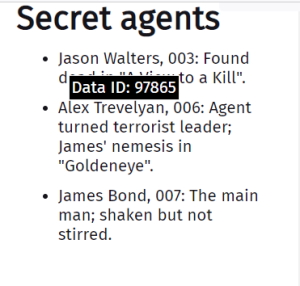 Secret agents
• Jason Walters, 003: Found
"A View to a Kill".
Data ID: 97865
• Alex Trevelyan, 006: Agent
turned terrorist leader;
James' nemesis in
"Goldeneye".
• James Bond, 007: The main
man; shaken but not
stirred.